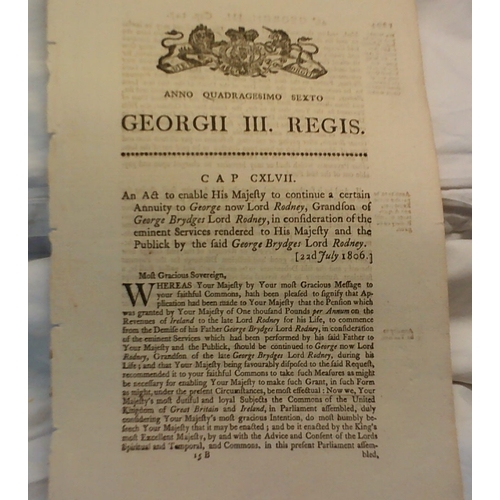 ANNO QUADRAGESIMO SEXTO
GEORGII III. REGIS.
CAP CXLVII.
An Act to enable His Majeſty to continue a certain
Annuity to George now Lord Rodney, Grandſon of
George Brydges Lord Rodney, in conſideration of the
eminent Services rendered to His Majeſty and the
Publick by the ſaid George Brydges Lord Rodney.
[22d July 1806.]
Moſt Gracious Sovereign,
WHEREAS Your Majeſty by Your moſt Gracious Meſſage to
your faithful Commons, hath been pleaſed to ſignify that Ap-
plication had been made to Your Majeſty that the Penſion which
was granted by Your Majeſty of One thouſand Pounds per Annum on the
Revenues of Ireland to the late Lord Rodney for his Life, to commence
from the Demiſe of his Father George Brydges Lord Rodney, in conſideration
of the eminent Services which had been performed by his ſaid Father to
Your Majeſty and the Publick, ſhould be continued to George now Lord
Rodney, Grandſon of the late George Brydges Lord Rodney, during his
Life; and that Your Majeſty being favourably diſpoſed to the ſaid Requeſt,
recommended it to your faithful Commons to take ſuch Meaſures as might
be neceſſary for enabling Your Majeſty to make ſuch Grant, in ſuch Form
as might, under the preſent Circumſtances, be moſt effectual: Now we, Your
Majeſty's moſt dutiful and loyal Subjects the Commons of the United
Kingdom of Great Britain and Ireland, in Parliament aſſembled, duly
conſidering Your Majeſty's moſt gracious Intention, do moſt humbly be-
ſeech Your Majeſty that it may be enacted; and be it enacted by the King's
moſt Excellent Majeſty, by and with the Advice and Conſent of the Lords
Spiritual and Temporal, and Commons, in this preſent Parliament aſſem-
15 B bled,